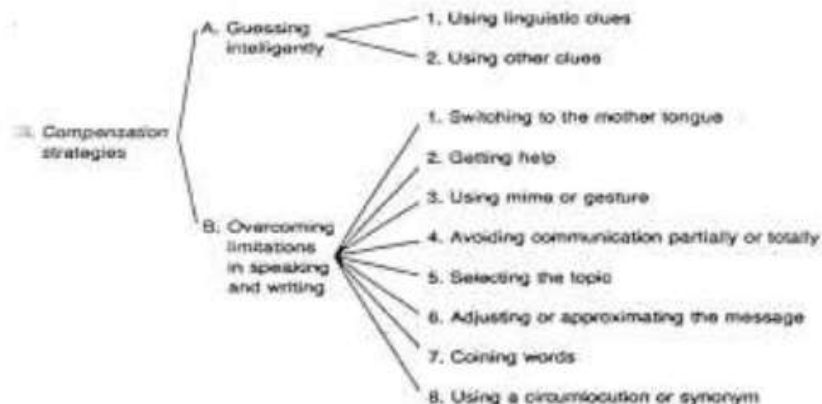 A. Guessing
intelligently
1. Using linguistic clues
2. Using other clues
Compensation
strategies
B. Overcoming
limitations
in speaking
and writing
1. Switching to the mother tongue
2. Getting help
3. Using mime or gesture
4. Avoiding communication partially or totally
5. Selecting the topic
6. Adjusting or approximating the message
7. Coining words
8. Using a circumlocution or synonym